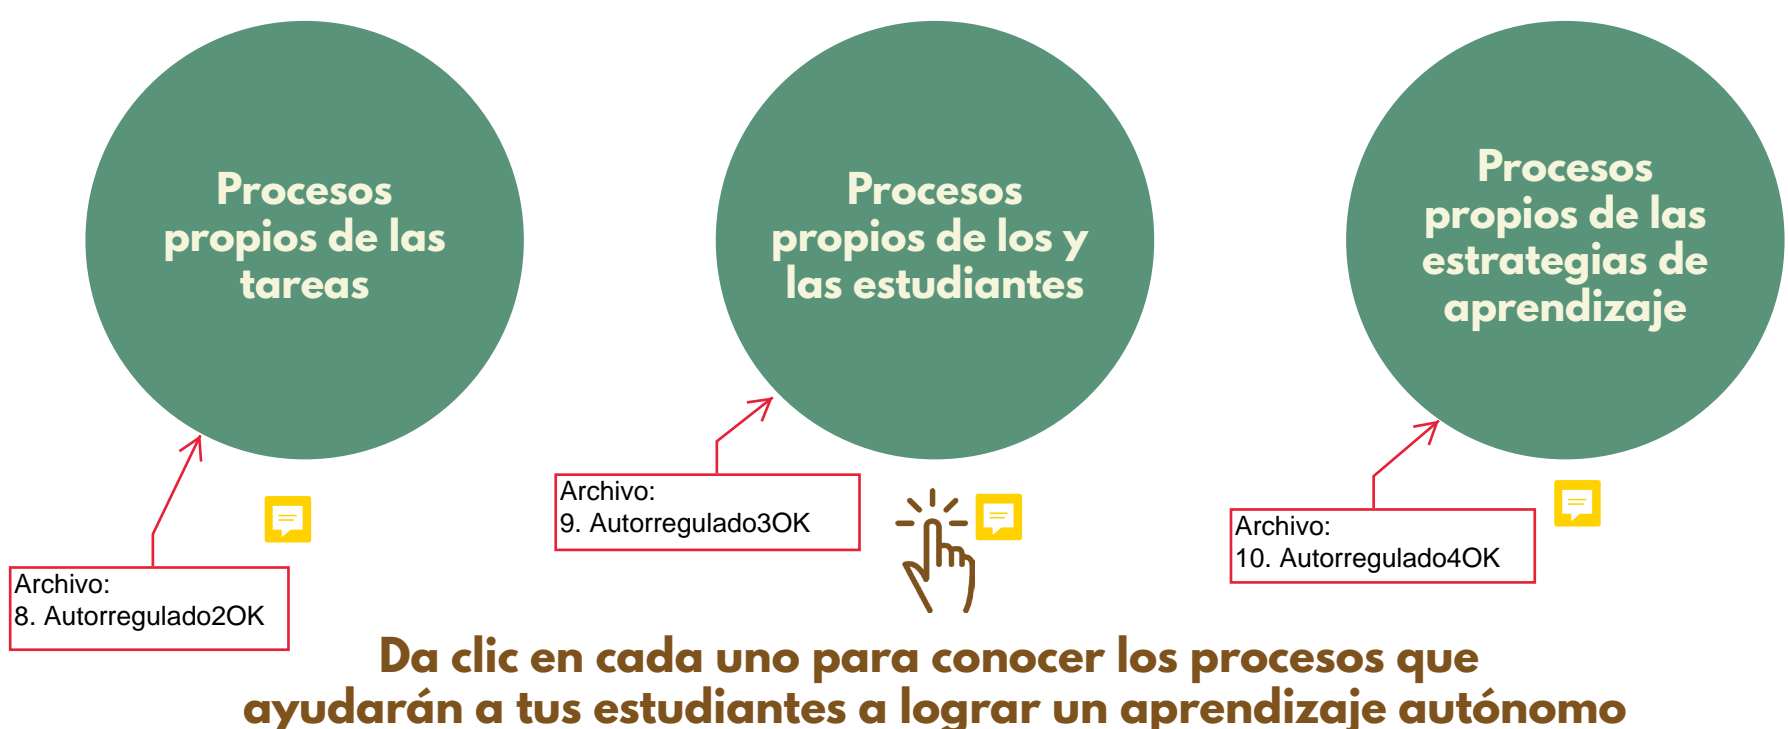 Procesos
propios de las
tareas
Procesos
propios de los y
las estudiantes
Procesos
propios de las
estrategias de
aprendizaje
Archivo:
8. Autorregulado2OK
Archivo:
9. Autorregulado3OK
Archivo:
10. Autorregulado4OK
Da clic en cada uno para conocer los procesos que
ayudarán a tus estudiantes a lograr un aprendizaje autónomo